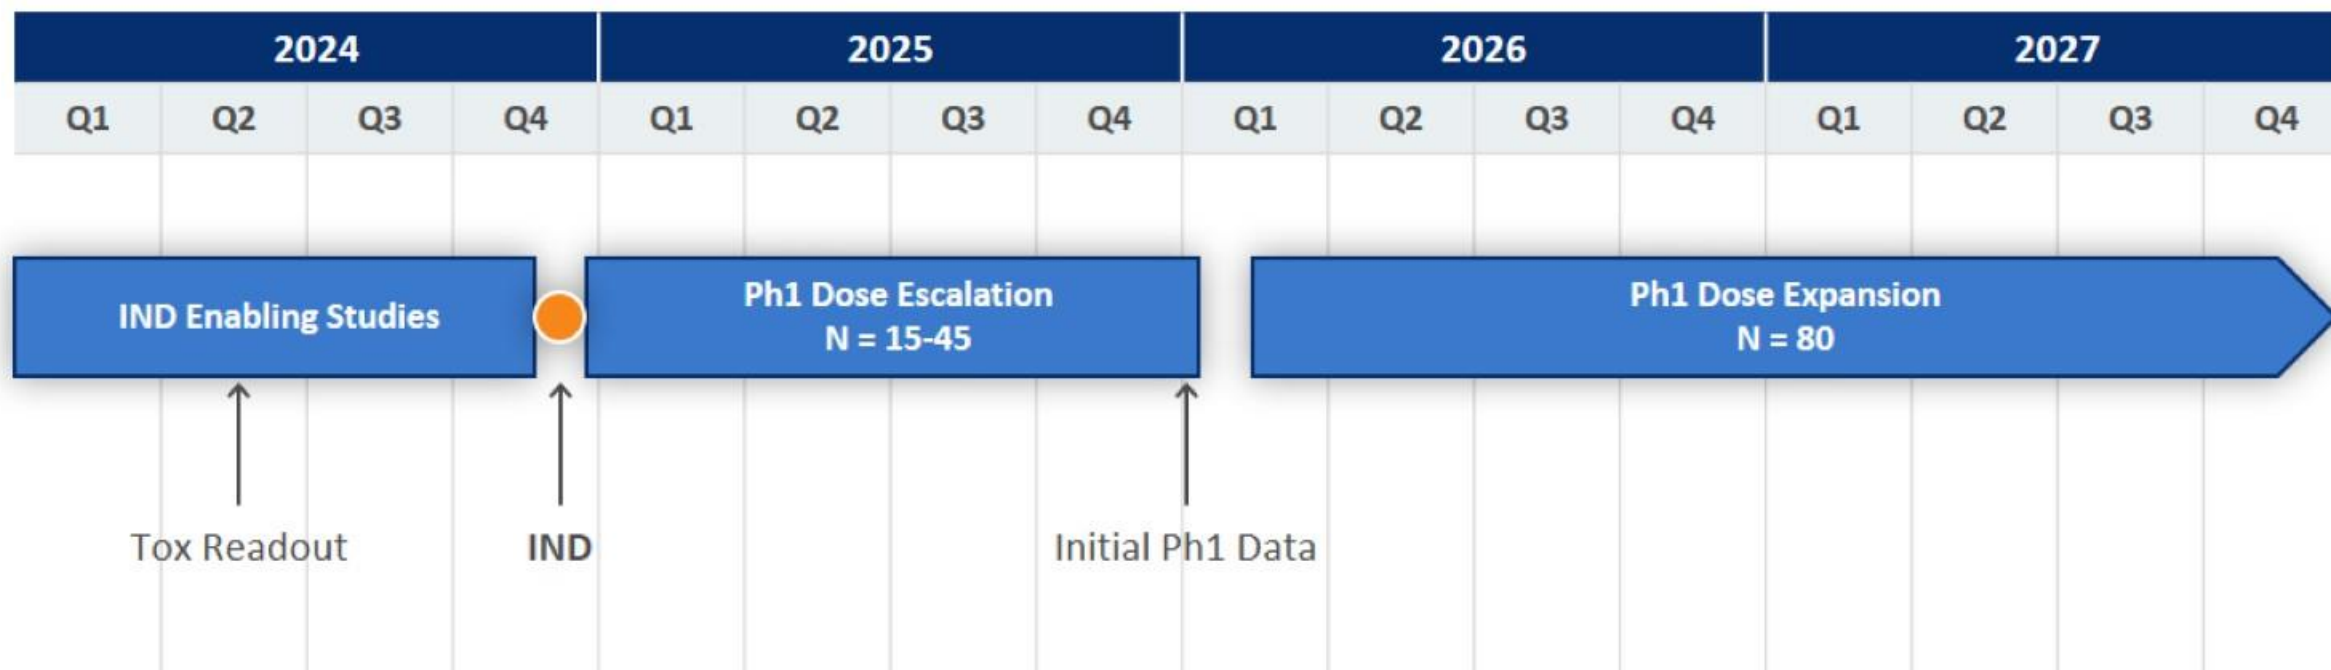 2024 2025 2026 2027
Q1 Q2 Q3 Q4 Q1 Q2 Q3 Q4 Q1 Q2 Q3 Q4 Q1 Q2 Q3 Q4
IND Enabling Studies
Ph1 Dose Escalation
N = 15-45
Ph1 Dose Expansion
N = 80
Tox Readout
IND
Initial Ph1 Data